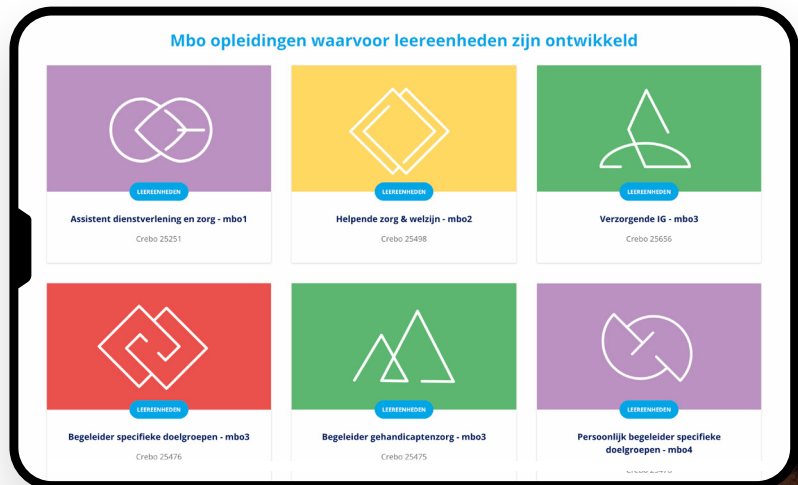 Mbo opleidingen waarvoor leereenheden zijn ontwikkeld
LEEREENHEDEN
Assistent dienstverlening en zorg - mbo1
Crebo 25251
LEEREENHEDEN
Helpende zorg & welzijn - mbo2
Crebo 25498
LEEREENHEDEN
Verzorgende IG - mbo3
Crebo 25656
LEEREENHEDEN
Begeleider specifieke doelgroepen - mbo3
Crebo 25476
LEEREENHEDEN
Begeleider gehandicaptenzorg - mbo3
Crebo 25475
LEEREENHEDEN
Persoonlijk begeleider specifieke
doelgroepen - mbo4